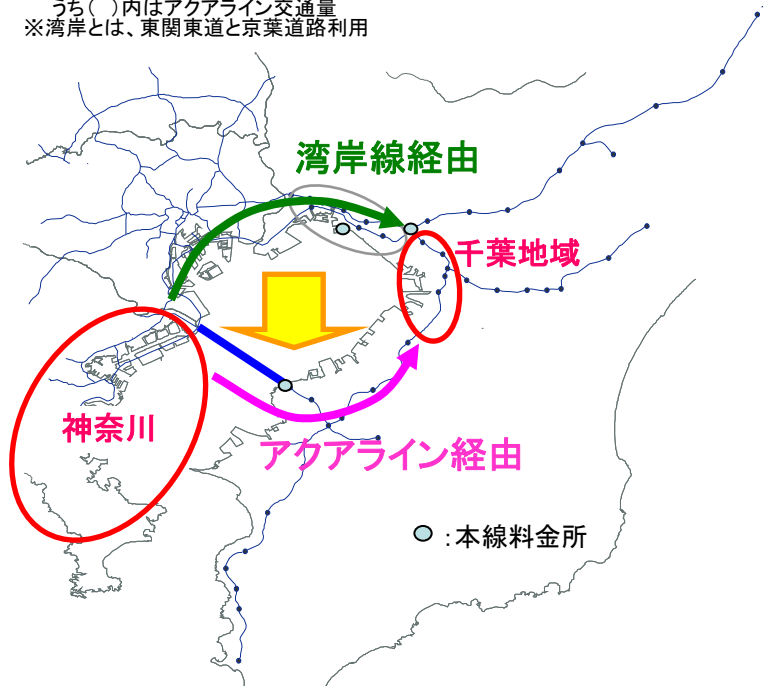 うち(　)内はアクアライン交通量
※湾岸とは、東関東道と京葉道路利用
湾岸線経由
千葉地域
神奈川
アクアライン経由
:本線料金所